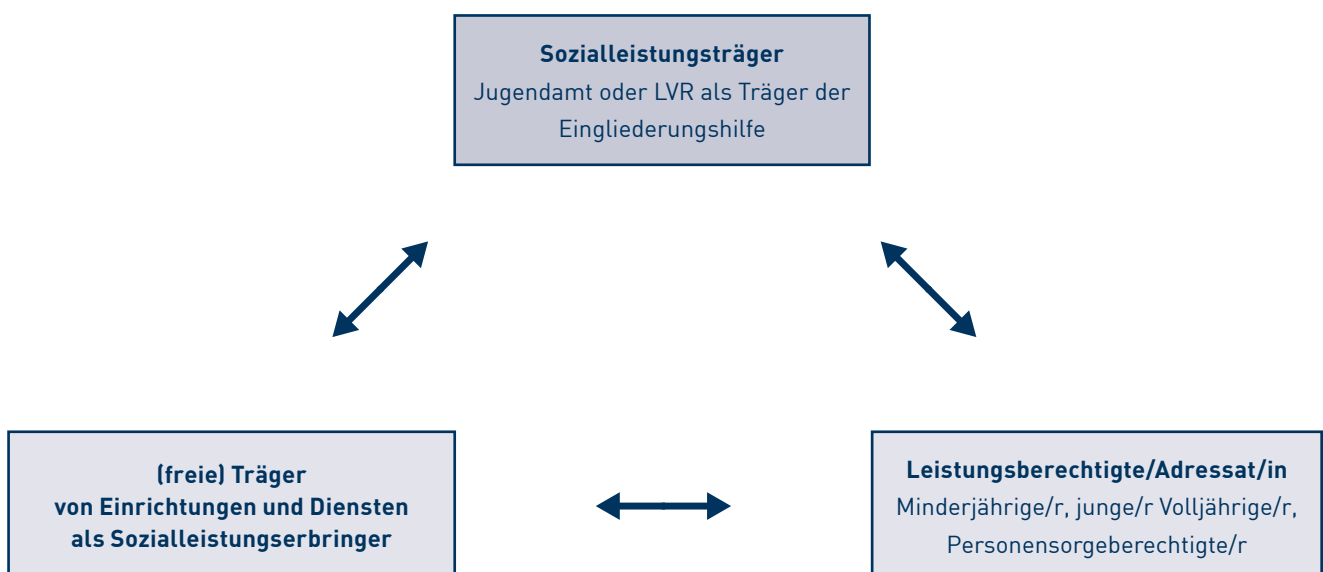 Sozialleistungsträger
Jugendamt oder LVR als Träger der
Eingliederungshilfe
(freie) Träger
von Einrichtungen und Diensten
als Sozialleistungserbringer
Leistungsberechtigte/Adressat/in
Minderjährige/r, junge/r Volljährige/r,
Personensorgeberechtigte/r